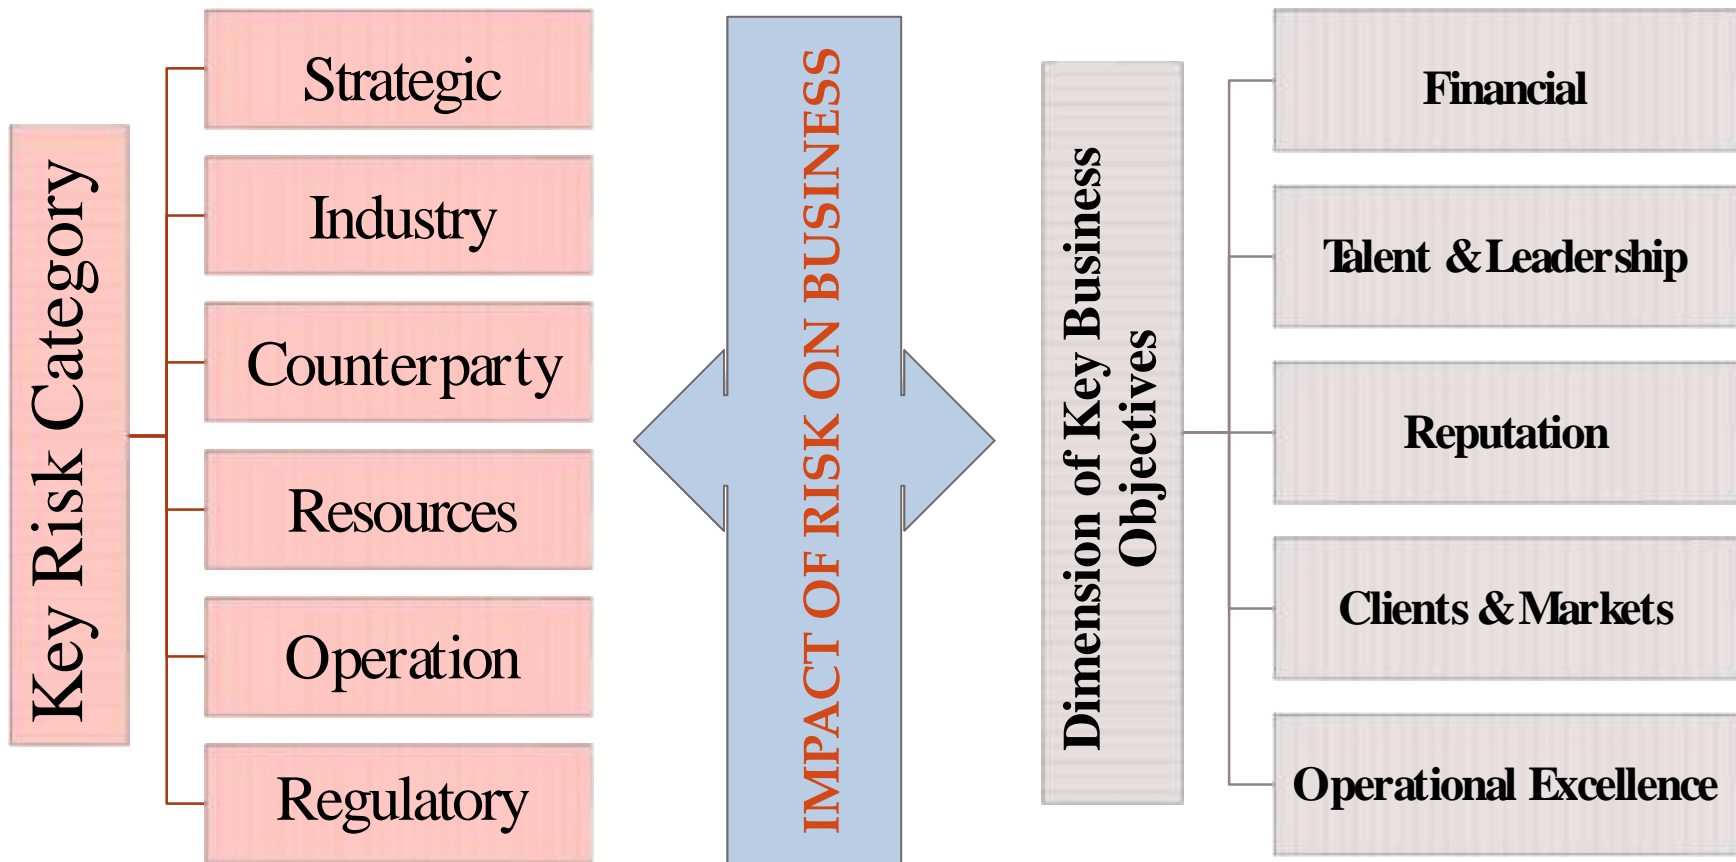 Key Risk Category
Strategic
Industry
Counterparty
Resources
Operation
Regulatory
IMPACT OF RISK ON BUSINESS
Dimension of Key Business
Objectives
Financial
Talent & Leadership
Reputation
Clients & Markets
Operational Excellence